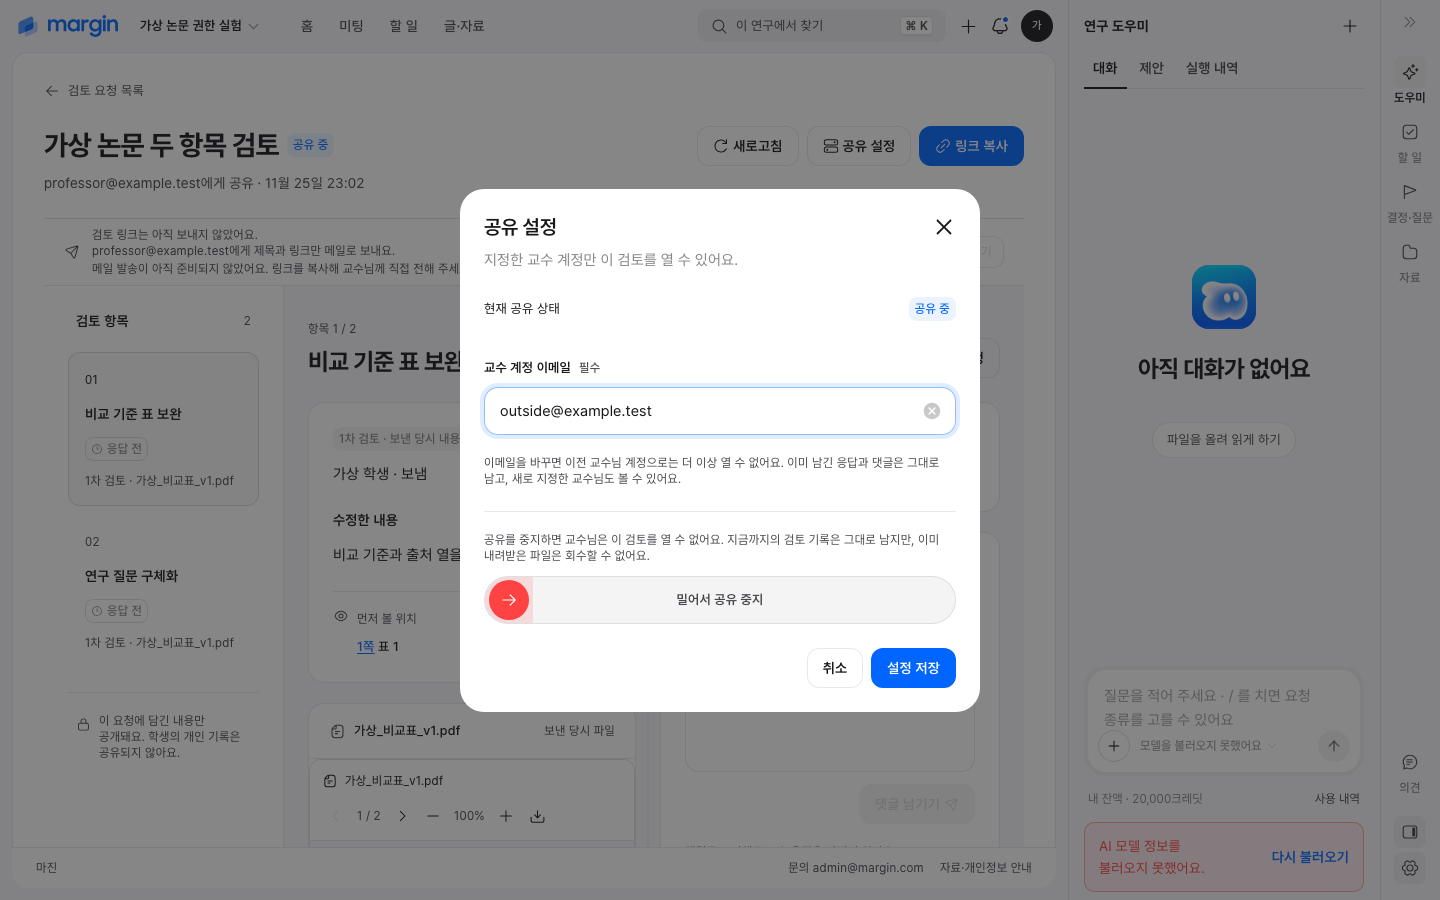 margin
가상 논문 권한 실험
홈
미팅
할 일
글·자료
이 연구에서 찾기
⌘ K
가
연구 도우미
대화
제안
실행 내역
도우미
할 일
결정·질문
자료
의견
검토 요청 목록
가상 논문 두 항목 검토
공유 중
새로고침
공유 설정
링크 복사
professor@example.test에게 공유 · 11월 25일 23:02
검토 링크는 아직 보내지 않았어요.
professor@example.test에게 제목과 링크만 메일로 보내요.
메일 발송이 아직 준비되지 않았어요. 링크를 복사해 교수님께 직접 전해 주세
기
검토 항목
2
01
비교 기준 표 보완
응답 전
1차 검토 · 가상_비교표_v1.pdf
02
연구 질문 구체화
응답 전
1차 검토 · 가상_비교표_v1.pdf
이 요청에 담긴 내용만
공개돼요. 학생의 개인 기록은
공유되지 않아요.
항목 1 / 2
비교 기준 표 보완
1차 검토 · 보낸 당시 내용
가상 학생 · 보냄
수정한 내용
비교 기준과 출처 열을
먼저 볼 위치
1쪽 표 1
가상_비교표_v1.pdf
보낸 당시 파일
가상_비교표_v1.pdf
1 / 2
100%
댓글 남기기
공유 설정
지정한 교수 계정만 이 검토를 열 수 있어요.
현재 공유 상태
공유 중
교수 계정 이메일 필수
outside@example.test
이메일을 바꾸면 이전 교수님 계정으로는 더 이상 열 수 없어요. 이미 남긴 응답과 댓글은 그대로
남고, 새로 지정한 교수님도 볼 수 있어요.
공유를 중지하면 교수님은 이 검토를 열 수 없어요. 지금까지의 검토 기록은 그대로 남지만, 이미
내려받은 파일은 회수할 수 없어요.
밀어서 공유 중지
취소
설정 저장
아직 대화가 없어요
파일을 올려 읽게 하기
질문을 적어 주세요 · / 를 치면 요청
종류를 고를 수 있어요
모델을 불러오지 못했어요
내 잔액 · 20,000크레딧
사용 내역
AI 모델 정보를
불러오지 못했어요.
다시 불러오기
마진
문의 admin@margin.com
자료·개인정보 안내